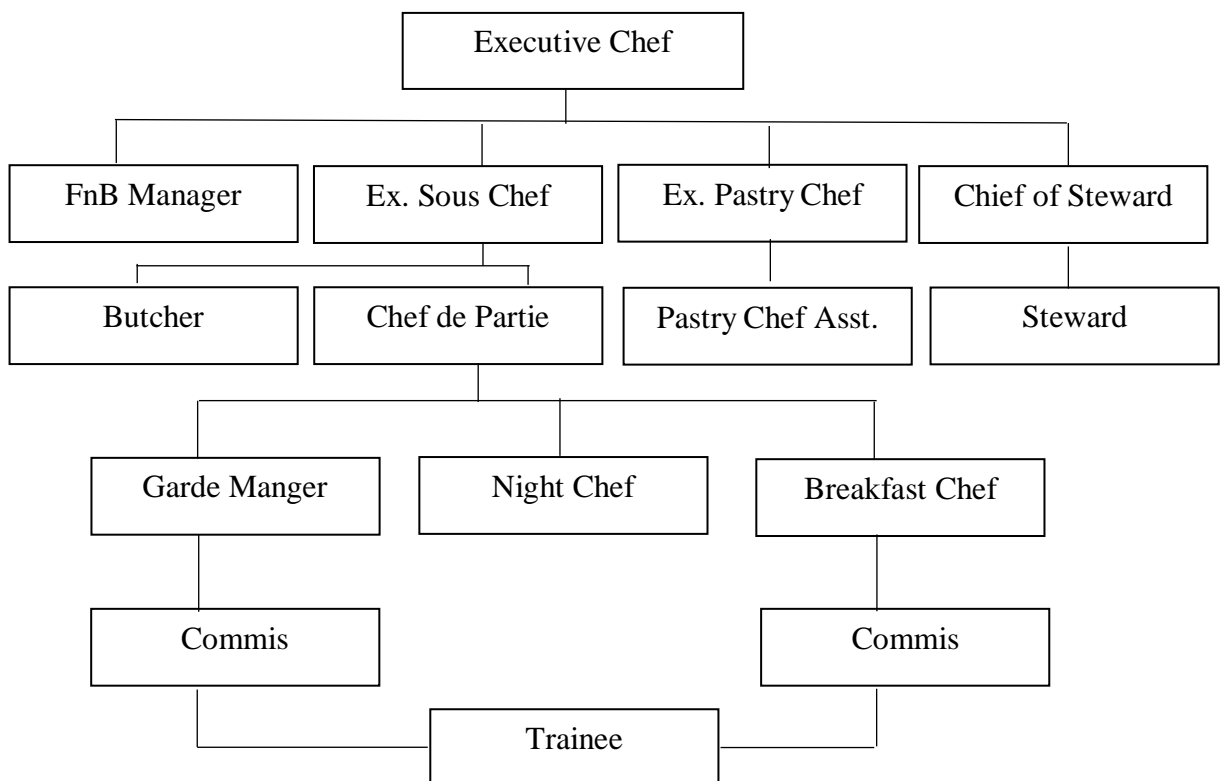 Executive Chef
FnB Manager
Ex. Sous Chef
Ex. Pastry Chef
Chief of Steward
Butcher
Chef de Partie
Pastry Chef Asst.
Steward
Garde Manger
Night Chef
Breakfast Chef
Commis
Commis
Trainee